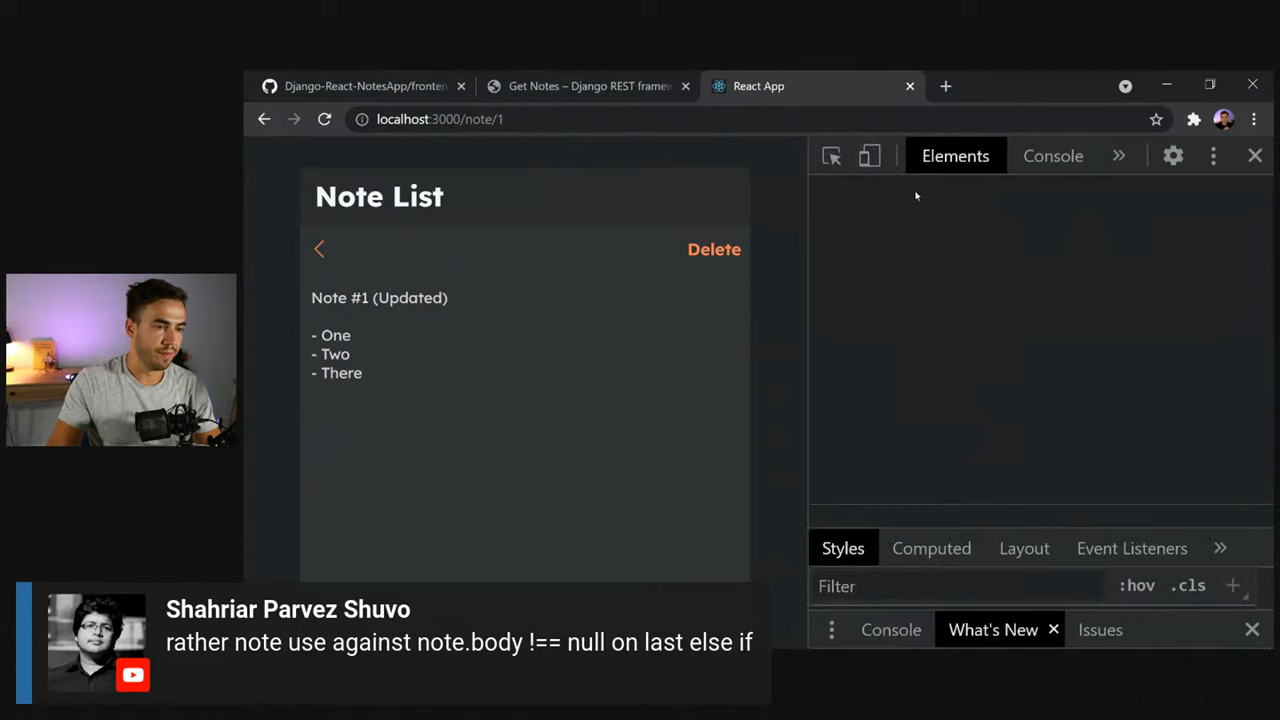 Django-React-NotesApp/fronten
Get Notes – Django REST framew
React App
localhost:3000/note/1
Elements
Console
Note List
Delete
Note #1 (Updated)
- One
- Two
- There
Styles
Computed
Layout
Event Listeners
Filter
:hov
.cls
Console
What's New
Issues
Shahriar Parvez Shuvo
rather note use against note.body !== null on last else if